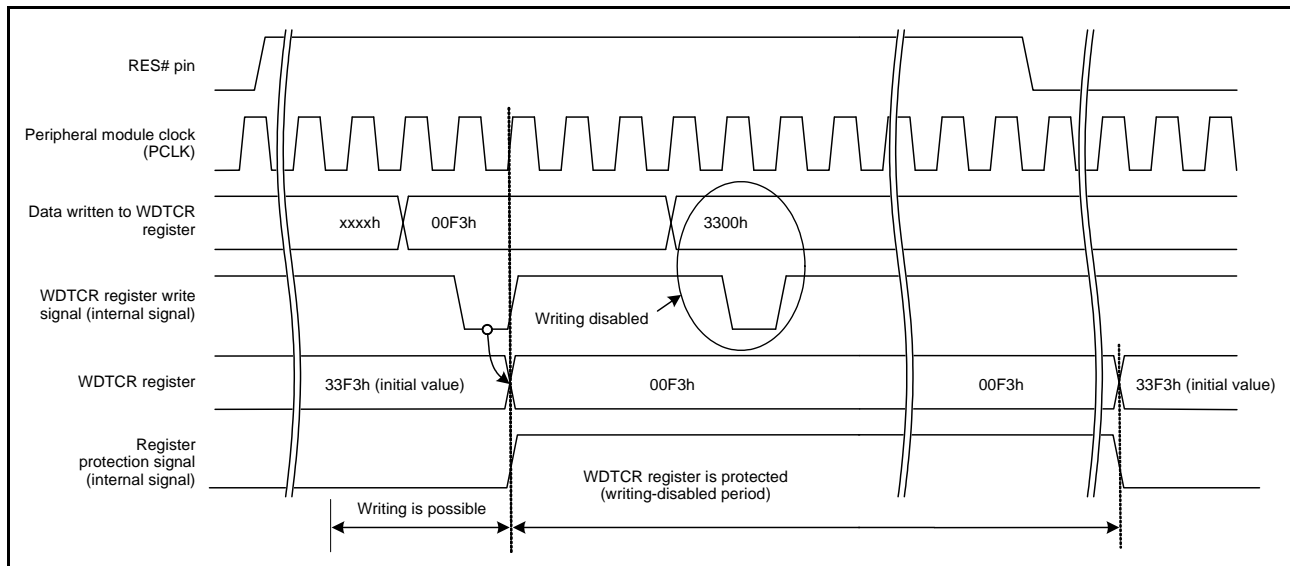 RES# pin
Peripheral module clock
(PCLK)
Data written to WDTCR
register
xxxxh
00F3h
3300h
WDTCR register write
signal (internal signal)
Writing disabled
WDTCR register
33F3h (initial value)
00F3h
00F3h
33F3h (initial value)
Register
protection signal
(internal signal)
WDTCR register is protected
(writing-disabled period)
Writing is possible